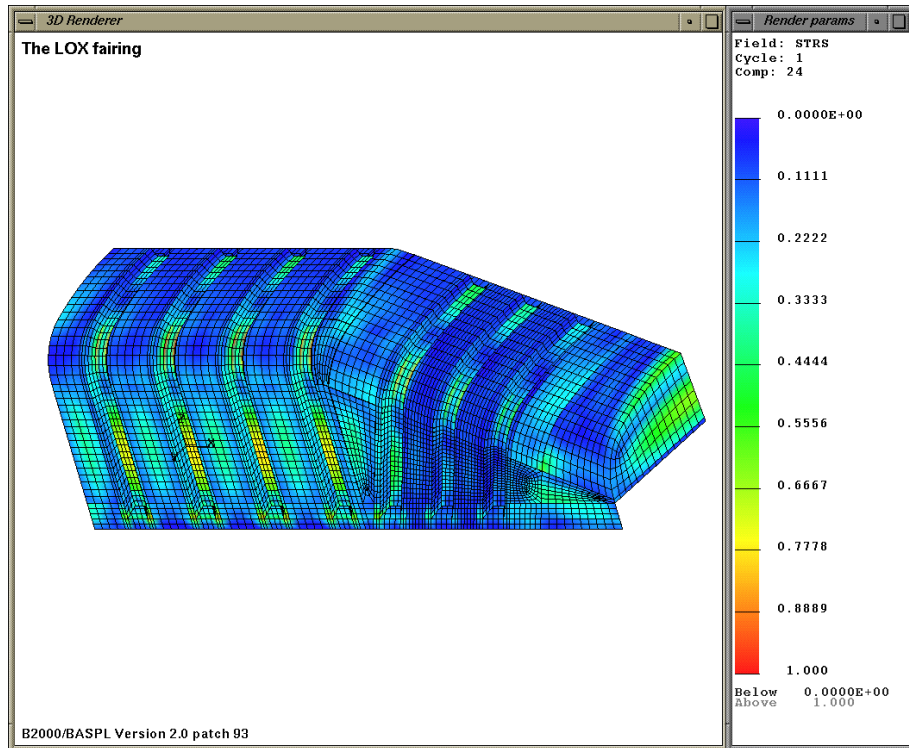 3D Renderer
The LOX fairing
X
B2000/BASPL Version 2.0 patch 93
Render params
Field: STRS
Cycle: 1
Comp: 24
0.0000E+00
0.1111
0.2222
0.3333
0.4444
0.5556
0.6667
0.7778
0.8889
1.000
Below 0.0000E+00
Above 1.000